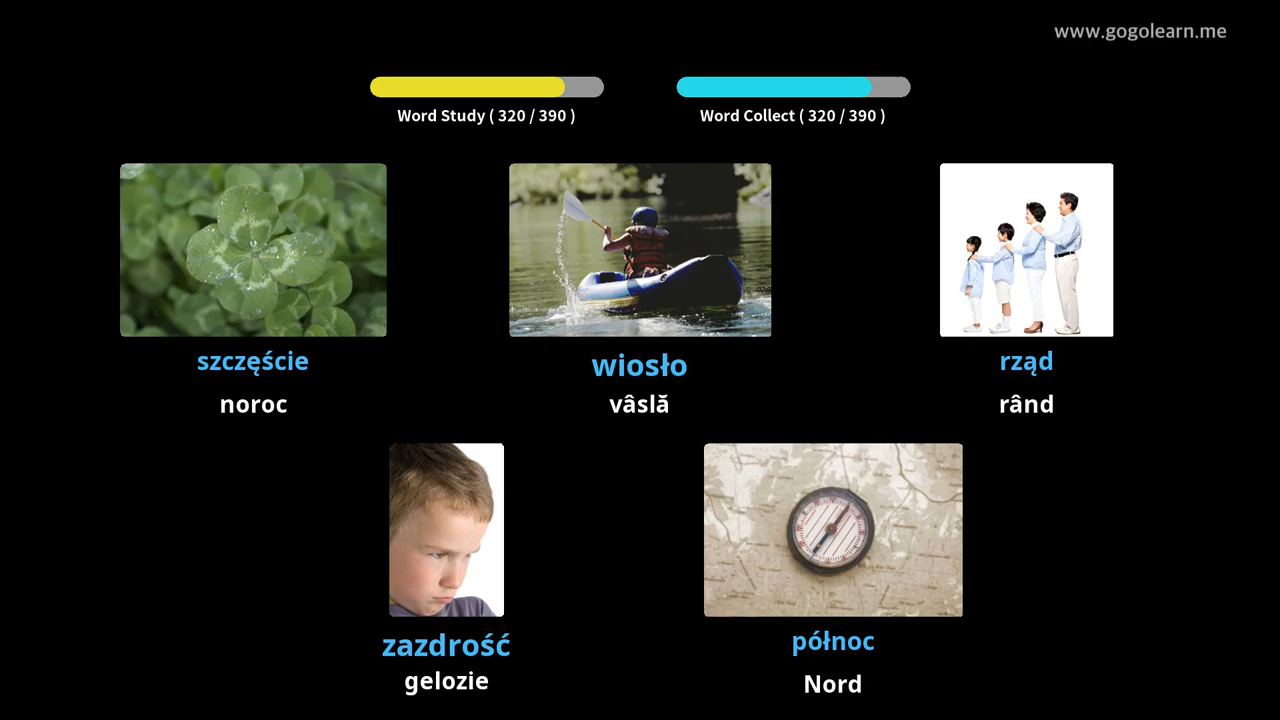 www.gogolearn.me
Word Study ( 320 / 390 )
Word Collect ( 320 / 390 )
szczęście
wiosło
rząd
noroc
vâslă
rând
zazdrość
północ
gelozie
Nord